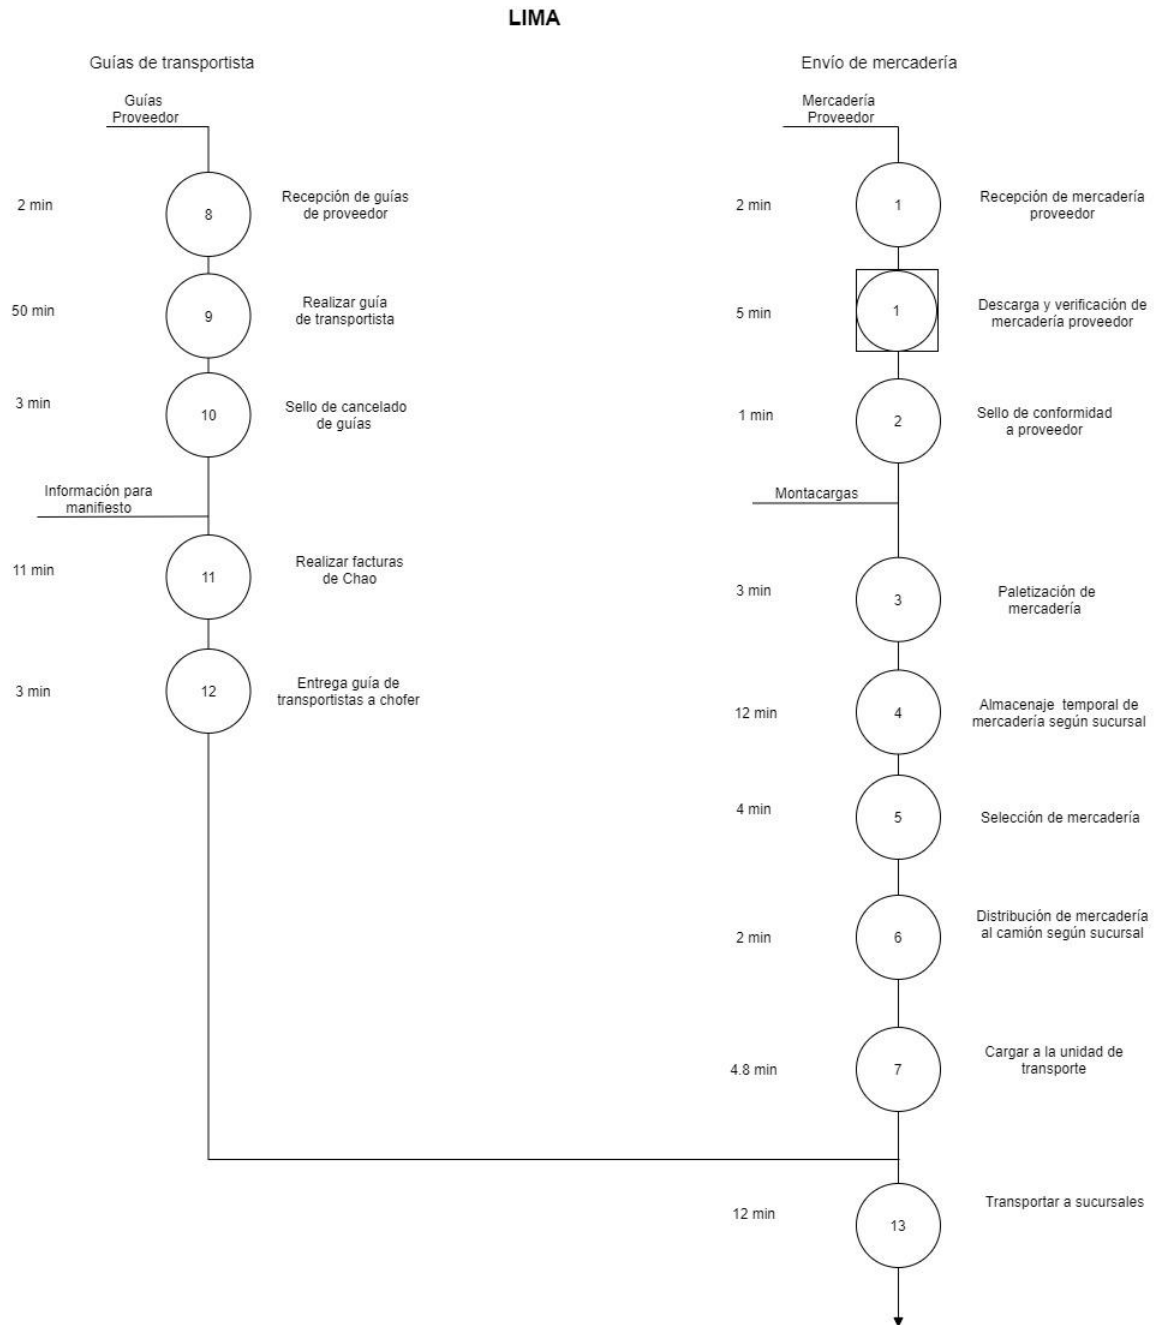 LIMA
Guías de transportista
Guías
Proveedor
2 min
8
Recepción de guías
de proveedor
50 min
9
Realizar guía
de transportista
3 min
10
Sello de cancelado
de guías
Información para
manifiesto
11 min
11
Realizar facturas
de Chao
3 min
12
Entrega guía de
transportistas a chofer
Envío de mercadería
Mercadería
Proveedor
2 min
1
Recepción de mercadería
proveedor
5 min
1
Descarga y verificación de
mercadería proveedor
1 min
2
Sello de conformidad
a proveedor
Montacargas
3 min
3
Paletización de
mercadería
12 min
4
Almacenaje temporal de
mercadería según sucursal
4 min
5
Selección de mercadería
2 min
6
Distribución de mercadería
al camión según sucursal
4.8 min
7
Cargar a la unidad de
transporte
12 min
13
Transportar a sucursales